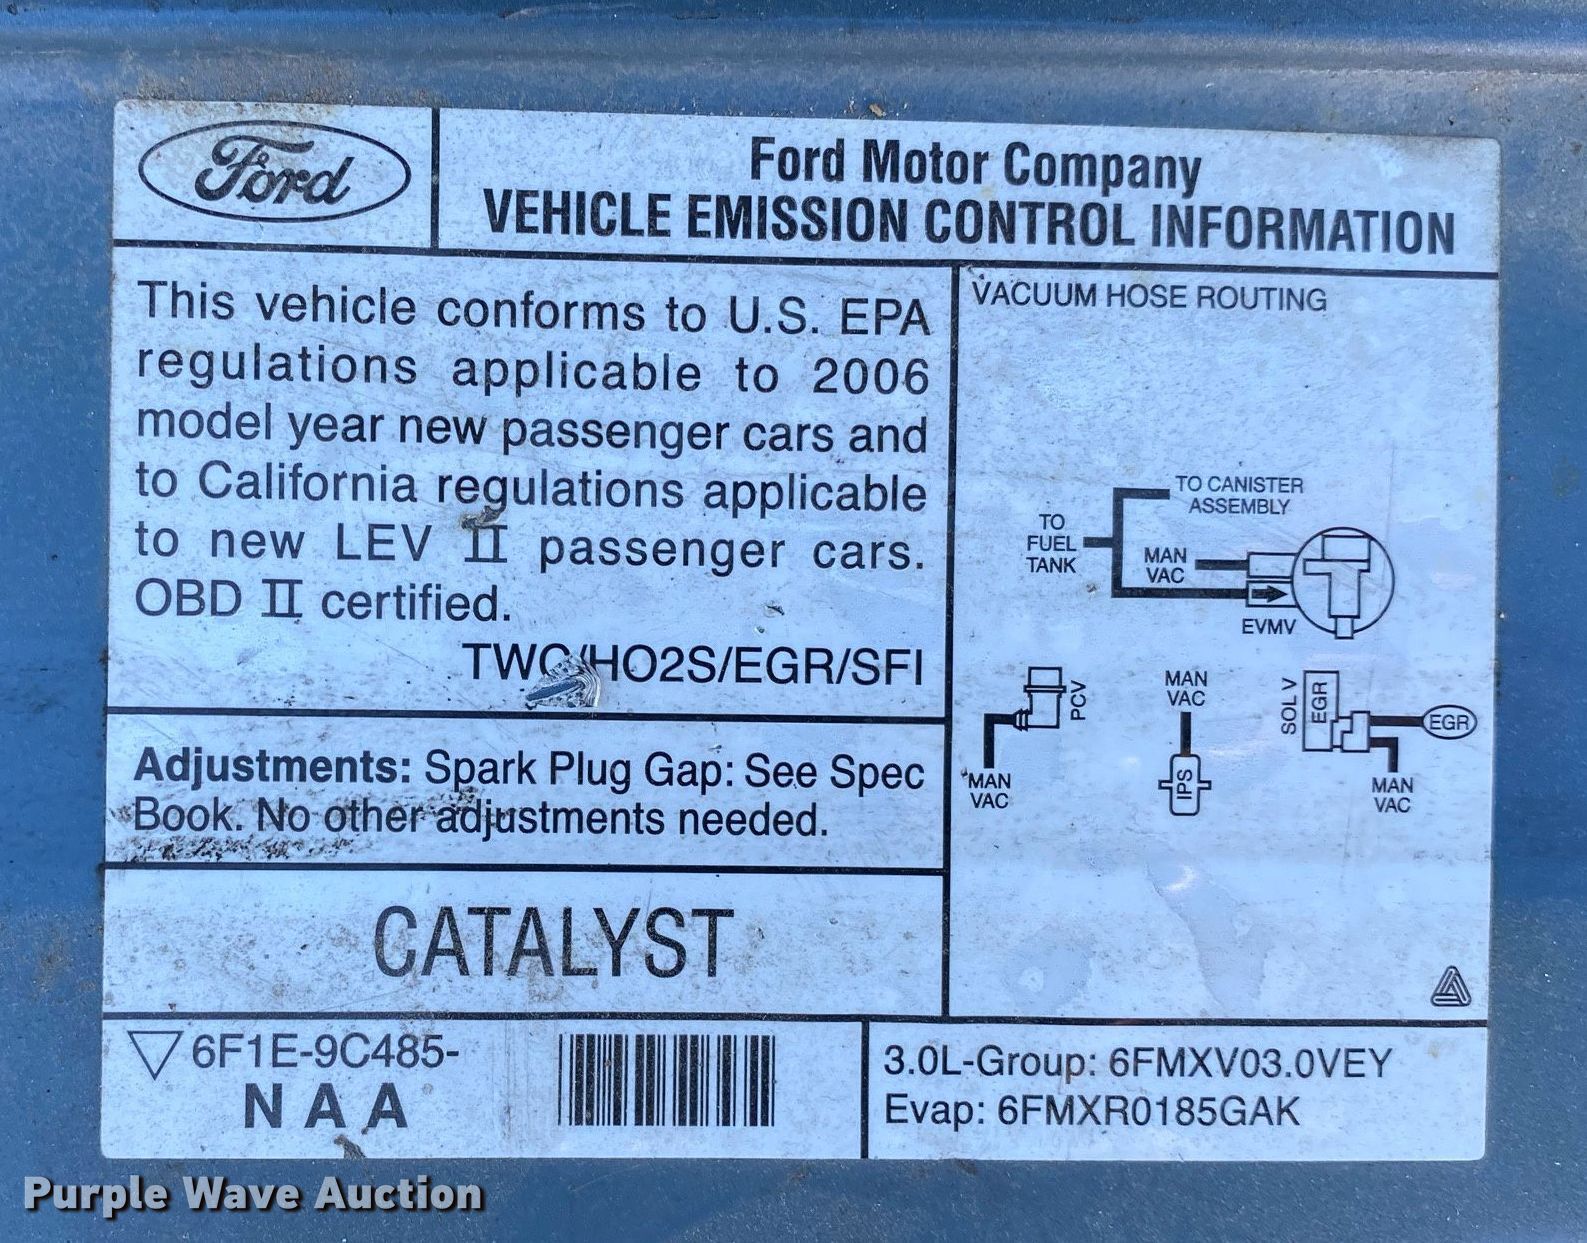 Ford
Ford Motor Company
VEHICLE EMISSION CONTROL INFORMATION
This vehicle conforms to U.S. EPA
regulations applicable to 2006
model year new passenger cars and
to California regulations applicable
to new LEV II passenger cars.
OBD II certified.
TWC/HO2S/EGR/SFI
Adjustments: Spark Plug Gap: See Spec
Book. No other adjustments needed.
CATALYST
6F1E-9C485-
NAA
VACUUM HOSE ROUTING
TO CANISTER
ASSEMBLY
TO
FUEL
TANK
MAN
VAC
EVMV
PCV
MAN
VAC
MAN
VAC
IPS
SOL V
EGR
EGR
MAN
VAC
3.0L-Group: 6FMXV03.0VEY
Evap: 6FMXR0185GAK
Purple Wave Auction